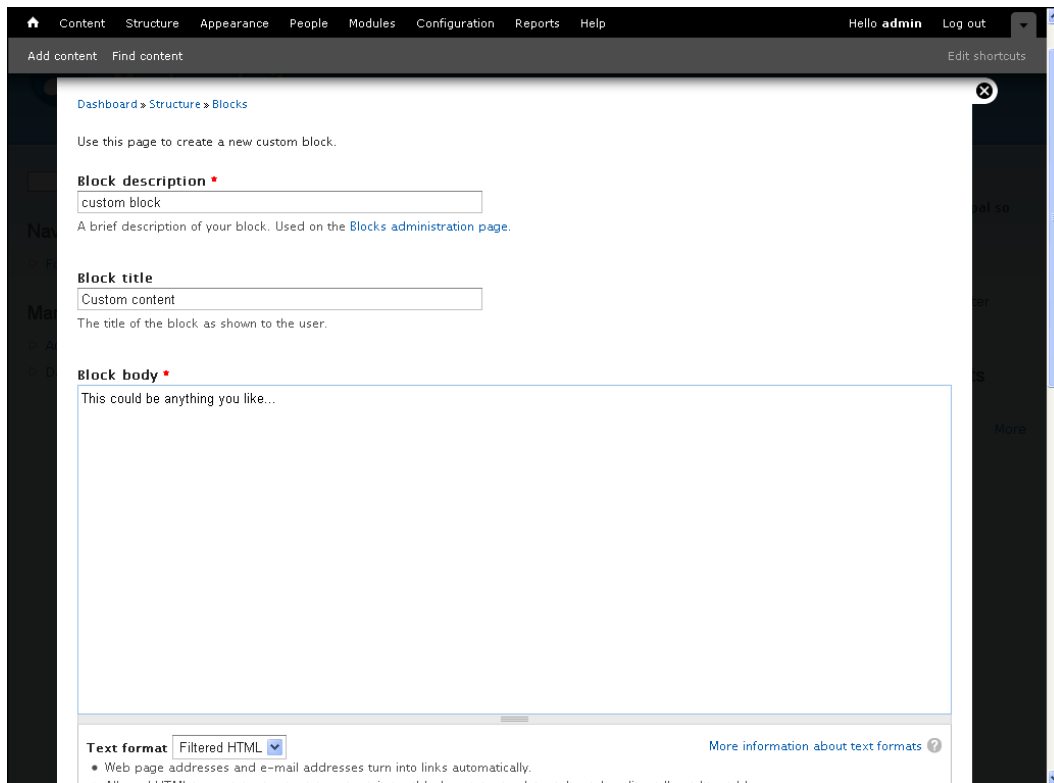 Content Structure Appearance People Modules Configuration Reports Help Hello admin Log out
Add content Find content Edit shortcuts
Dashboard » Structure » Blocks
Use this page to create a new custom block.
Block description *
custom block
A brief description of your block. Used on the Blocks administration page.
Block title
Custom content
The title of the block as shown to the user.
Block body *
This could be anything you like...
More
Text format Filtered HTML More information about text formats ?
• Web page addresses and e-mail addresses turn into links automatically.